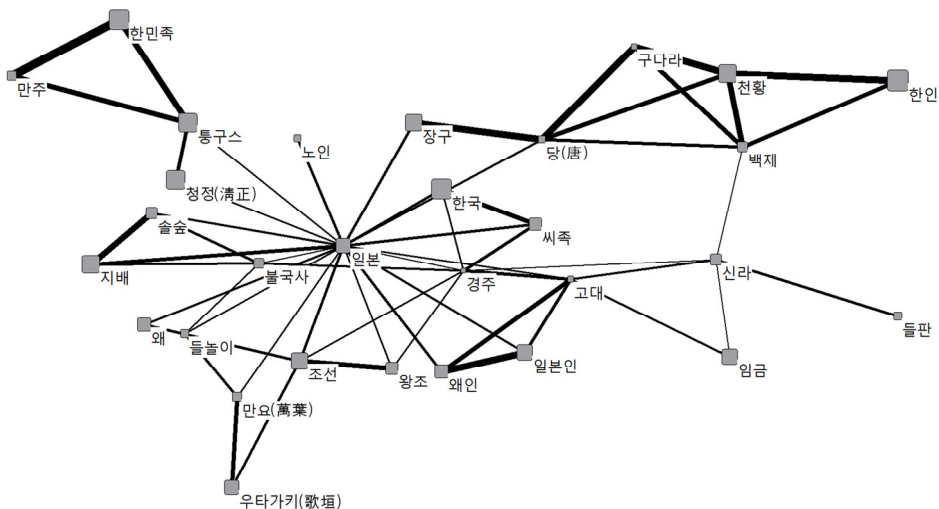 한민족
구나라
만주
천황
한인
장구
퉁구스
노인
당(唐)
백제
청정(淸正)
한국
솔숲
씨족
일본
신라
지배
불국사
경주
고대
들판
왜
들놀이
일본인
조선
왕조
왜인
임금
만요(萬葉)
우타가키(歌垣)